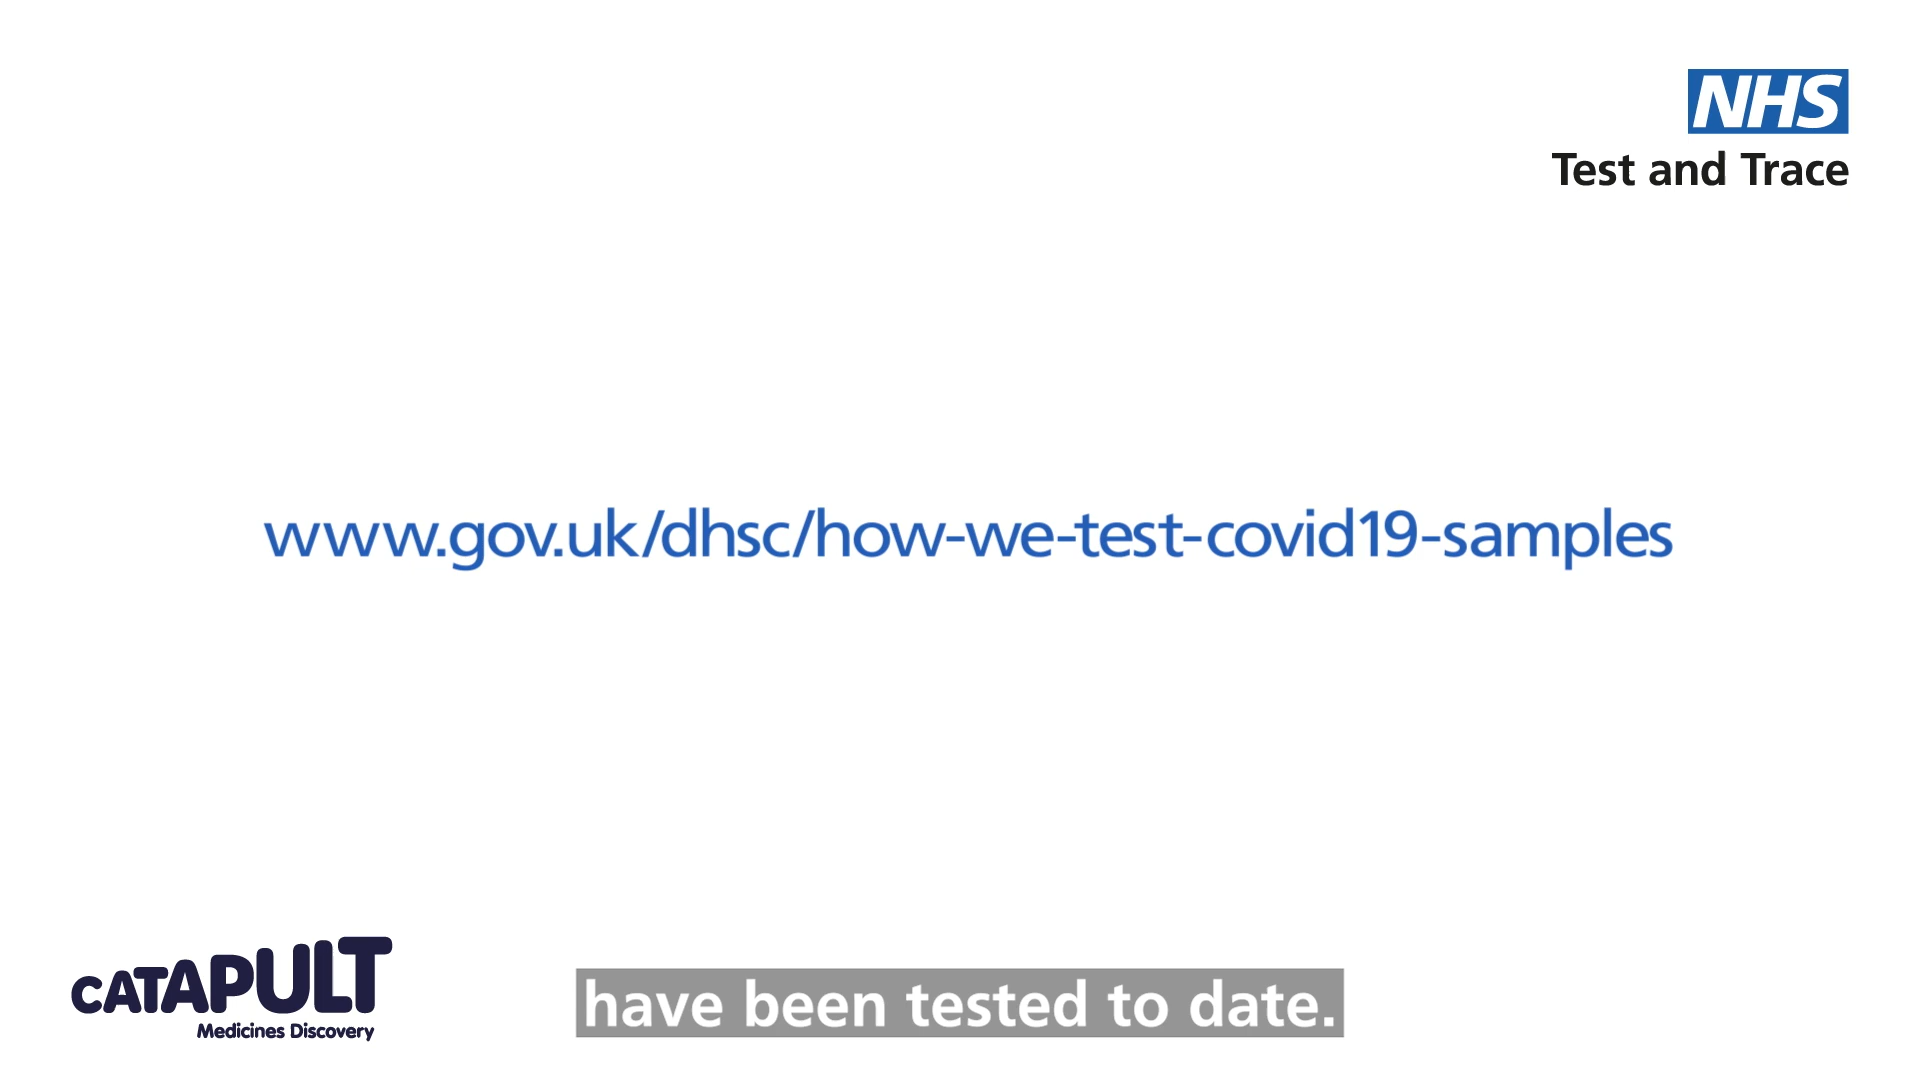 NHS
Test and Trace
www.gov.uk/dhsc/how-we-test-covid19-samples
CATAPULT
Medicines Discovery
have been tested to date.